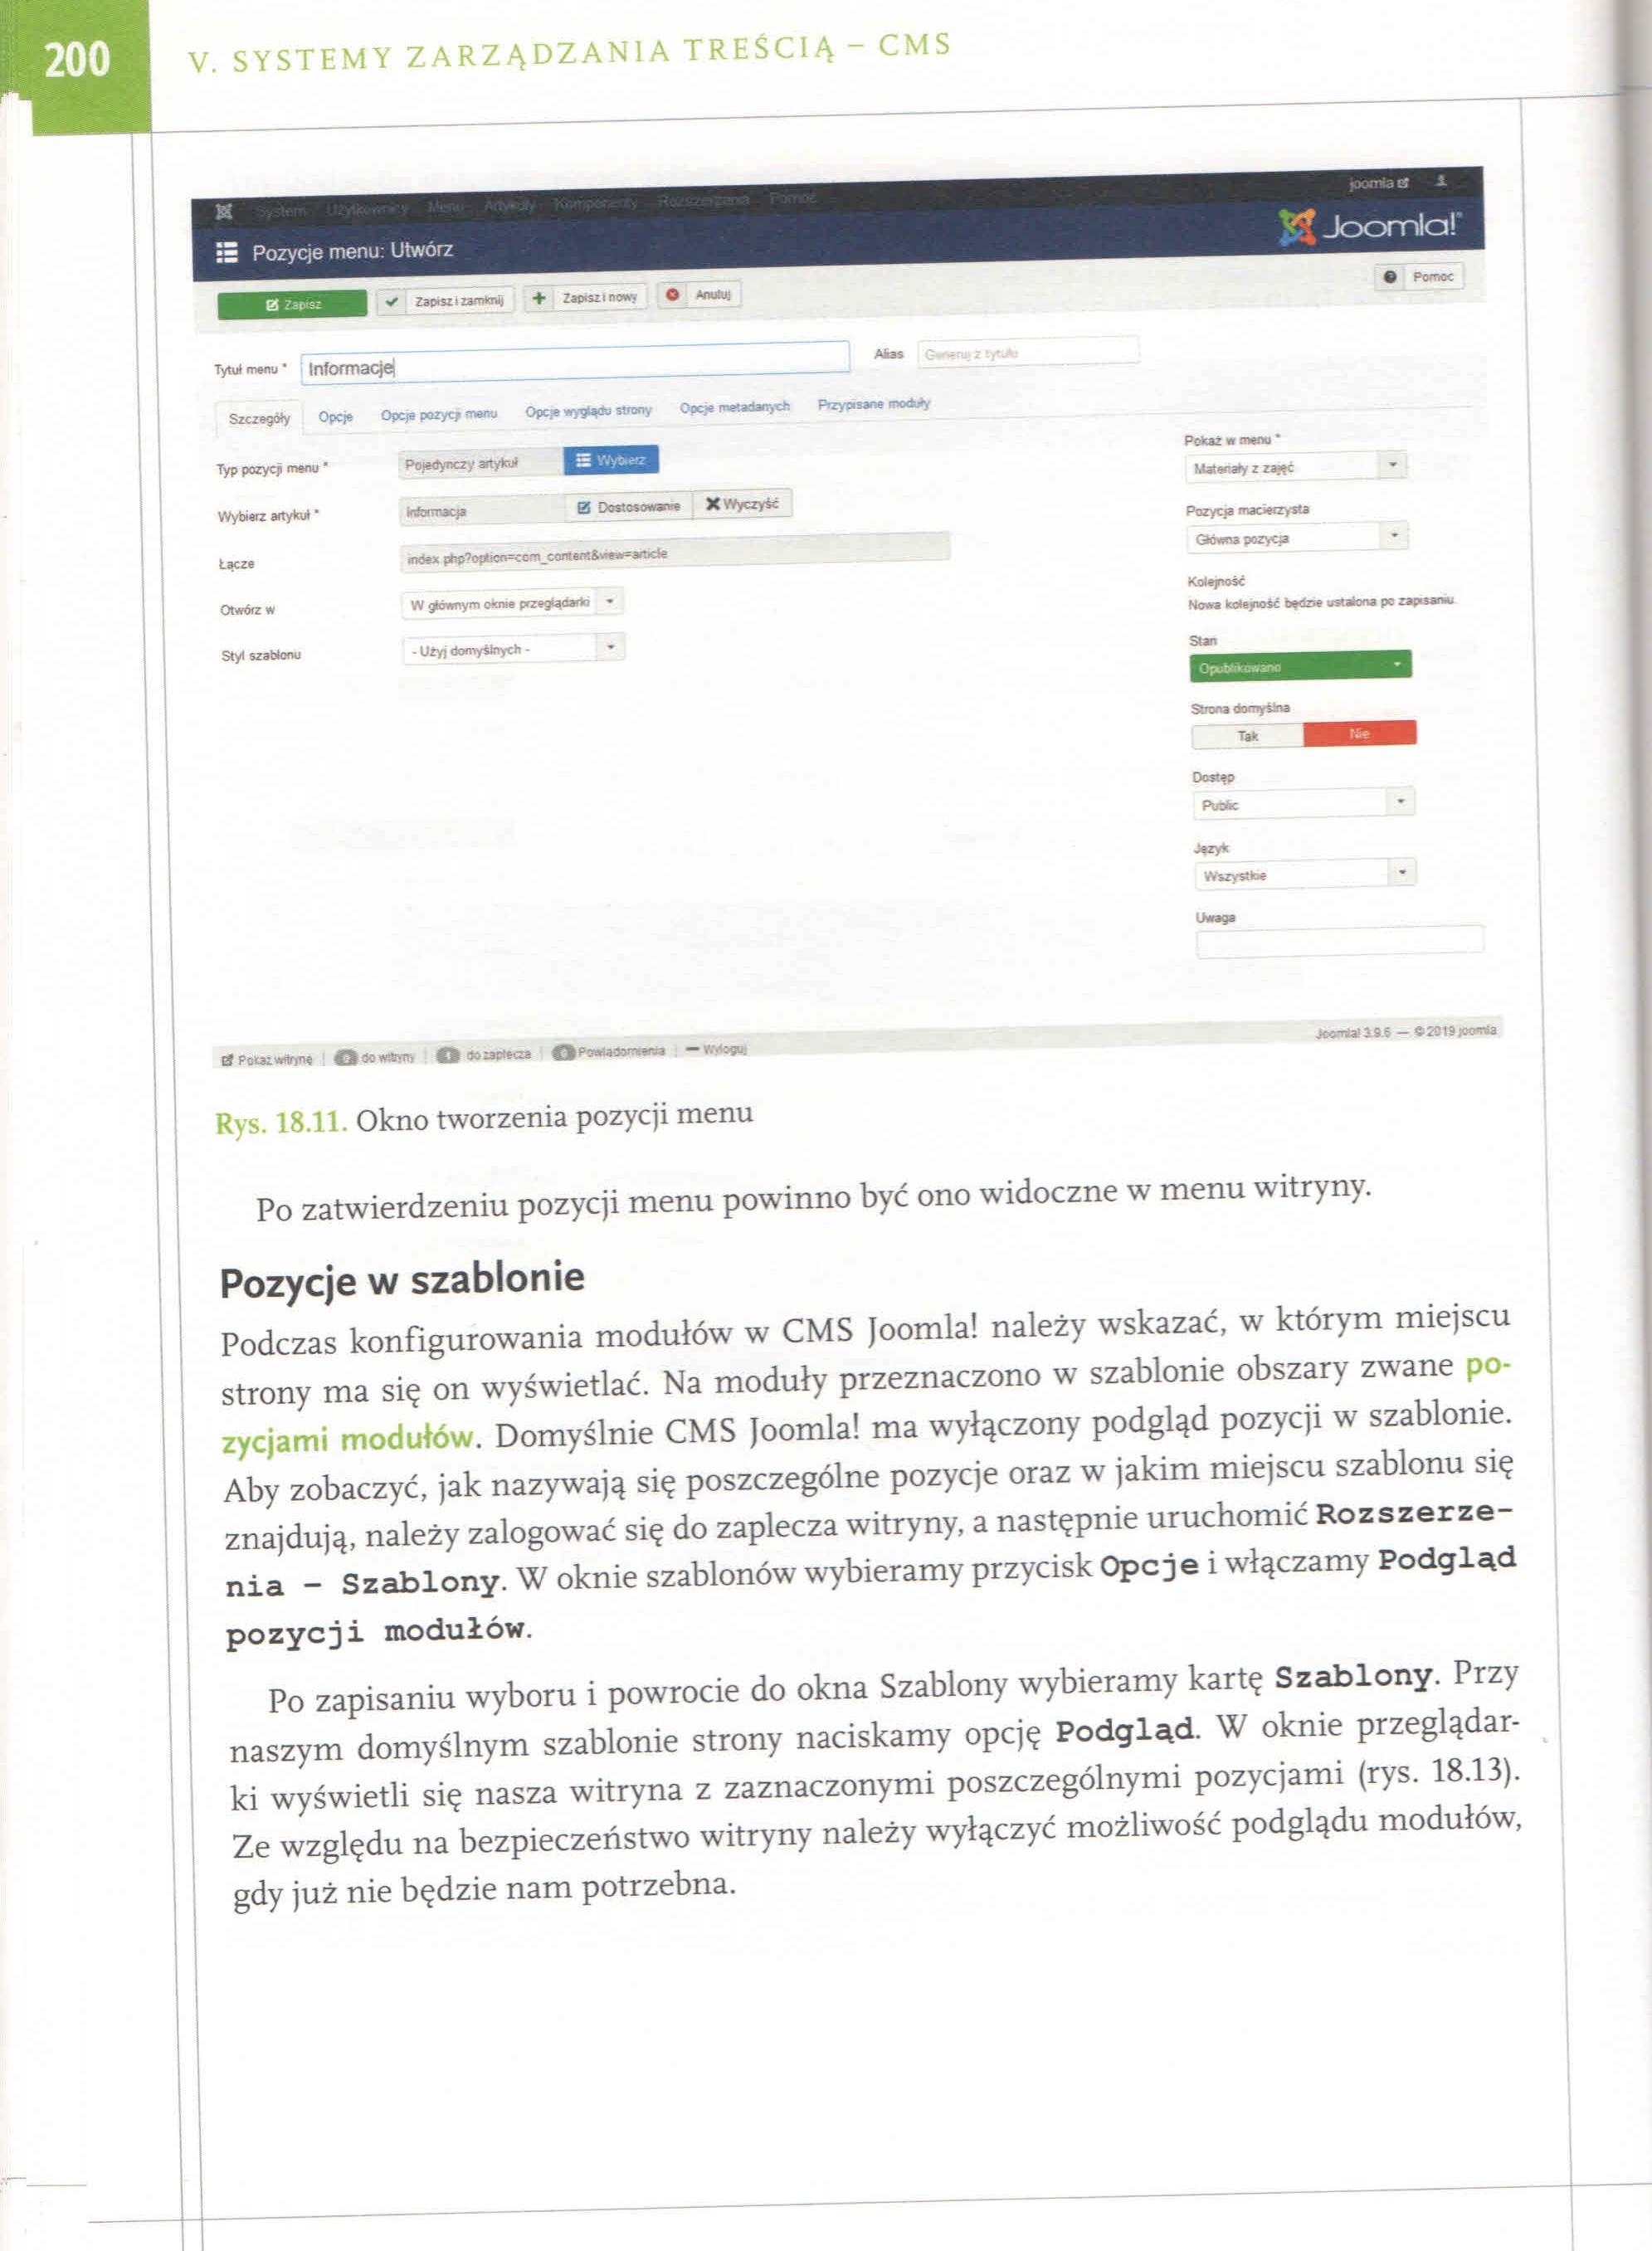 200
V. SYSTEMY ZARZĄDZANIA TREŚCIĄ – CMS
joomla
System Użytkownicy Menu Artykuły Komponenty Rozszerzenia Pomoc
Pozycje menu: Utwórz
Joomla!
Zapisz Zapisz i zamknij Zapisz i nowy Anuluj Pomoc
Tytuł menu * Informacje Alias Generuj z tytułu
Szczegóły Opcje Opcje pozycji menu Opcje wyglądu strony Opcje metadanych Przypisane moduły
Typ pozycji menu * Pojedynczy artykuł Wybierz
Wybierz artykuł * Informacja Dostosowanie Wyczyść
Łącze index.php?option=com_content&view=article
Otwórz w W głównym oknie przeglądarki
Styl szablonu - Użyj domyślnych -
Pokaż w menu *
Materiały z zajęć
Pozycja macierzysta
Główna pozycja
Kolejność
Nowa kolejność będzie ustalona po zapisaniu.
Stan
Opublikowano
Strona domyślna
Tak Nie
Dostęp
Public
Język
Wszystkie
Uwaga
Pokaż witrynę 0 do witryny 1 do zaplecza 0 Powiadomienia Wyloguj Joomla! 3.9.6 — © 2019 joomla
Rys. 18.11. Okno tworzenia pozycji menu
Po zatwierdzeniu pozycji menu powinno być ono widoczne w menu witryny.
Pozycje w szablonie
Podczas konfigurowania modułów w CMS Joomla! należy wskazać, w którym miejscu
strony ma się on wyświetlać. Na moduły przeznaczono w szablonie obszary zwane po-
zycjami modułów. Domyślnie CMS Joomla! ma wyłączony podgląd pozycji w szablonie.
Aby zobaczyć, jak nazywają się poszczególne pozycje oraz w jakim miejscu szablonu się
znajdują, należy zalogować się do zaplecza witryny, a następnie uruchomić Rozszerze-
nia – Szablony. W oknie szablonów wybieramy przycisk Opcje i włączamy Podgląd
pozycji modułów.
Po zapisaniu wyboru i powrocie do okna Szablony wybieramy kartę Szablony. Przy
naszym domyślnym szablonie strony naciskamy opcję Podgląd. W oknie przeglądar-
ki wyświetli się nasza witryna z zaznaczonymi poszczególnymi pozycjami (rys. 18.13).
Ze względu na bezpieczeństwo witryny należy wyłączyć możliwość podglądu modułów,
gdy już nie będzie nam potrzebna.